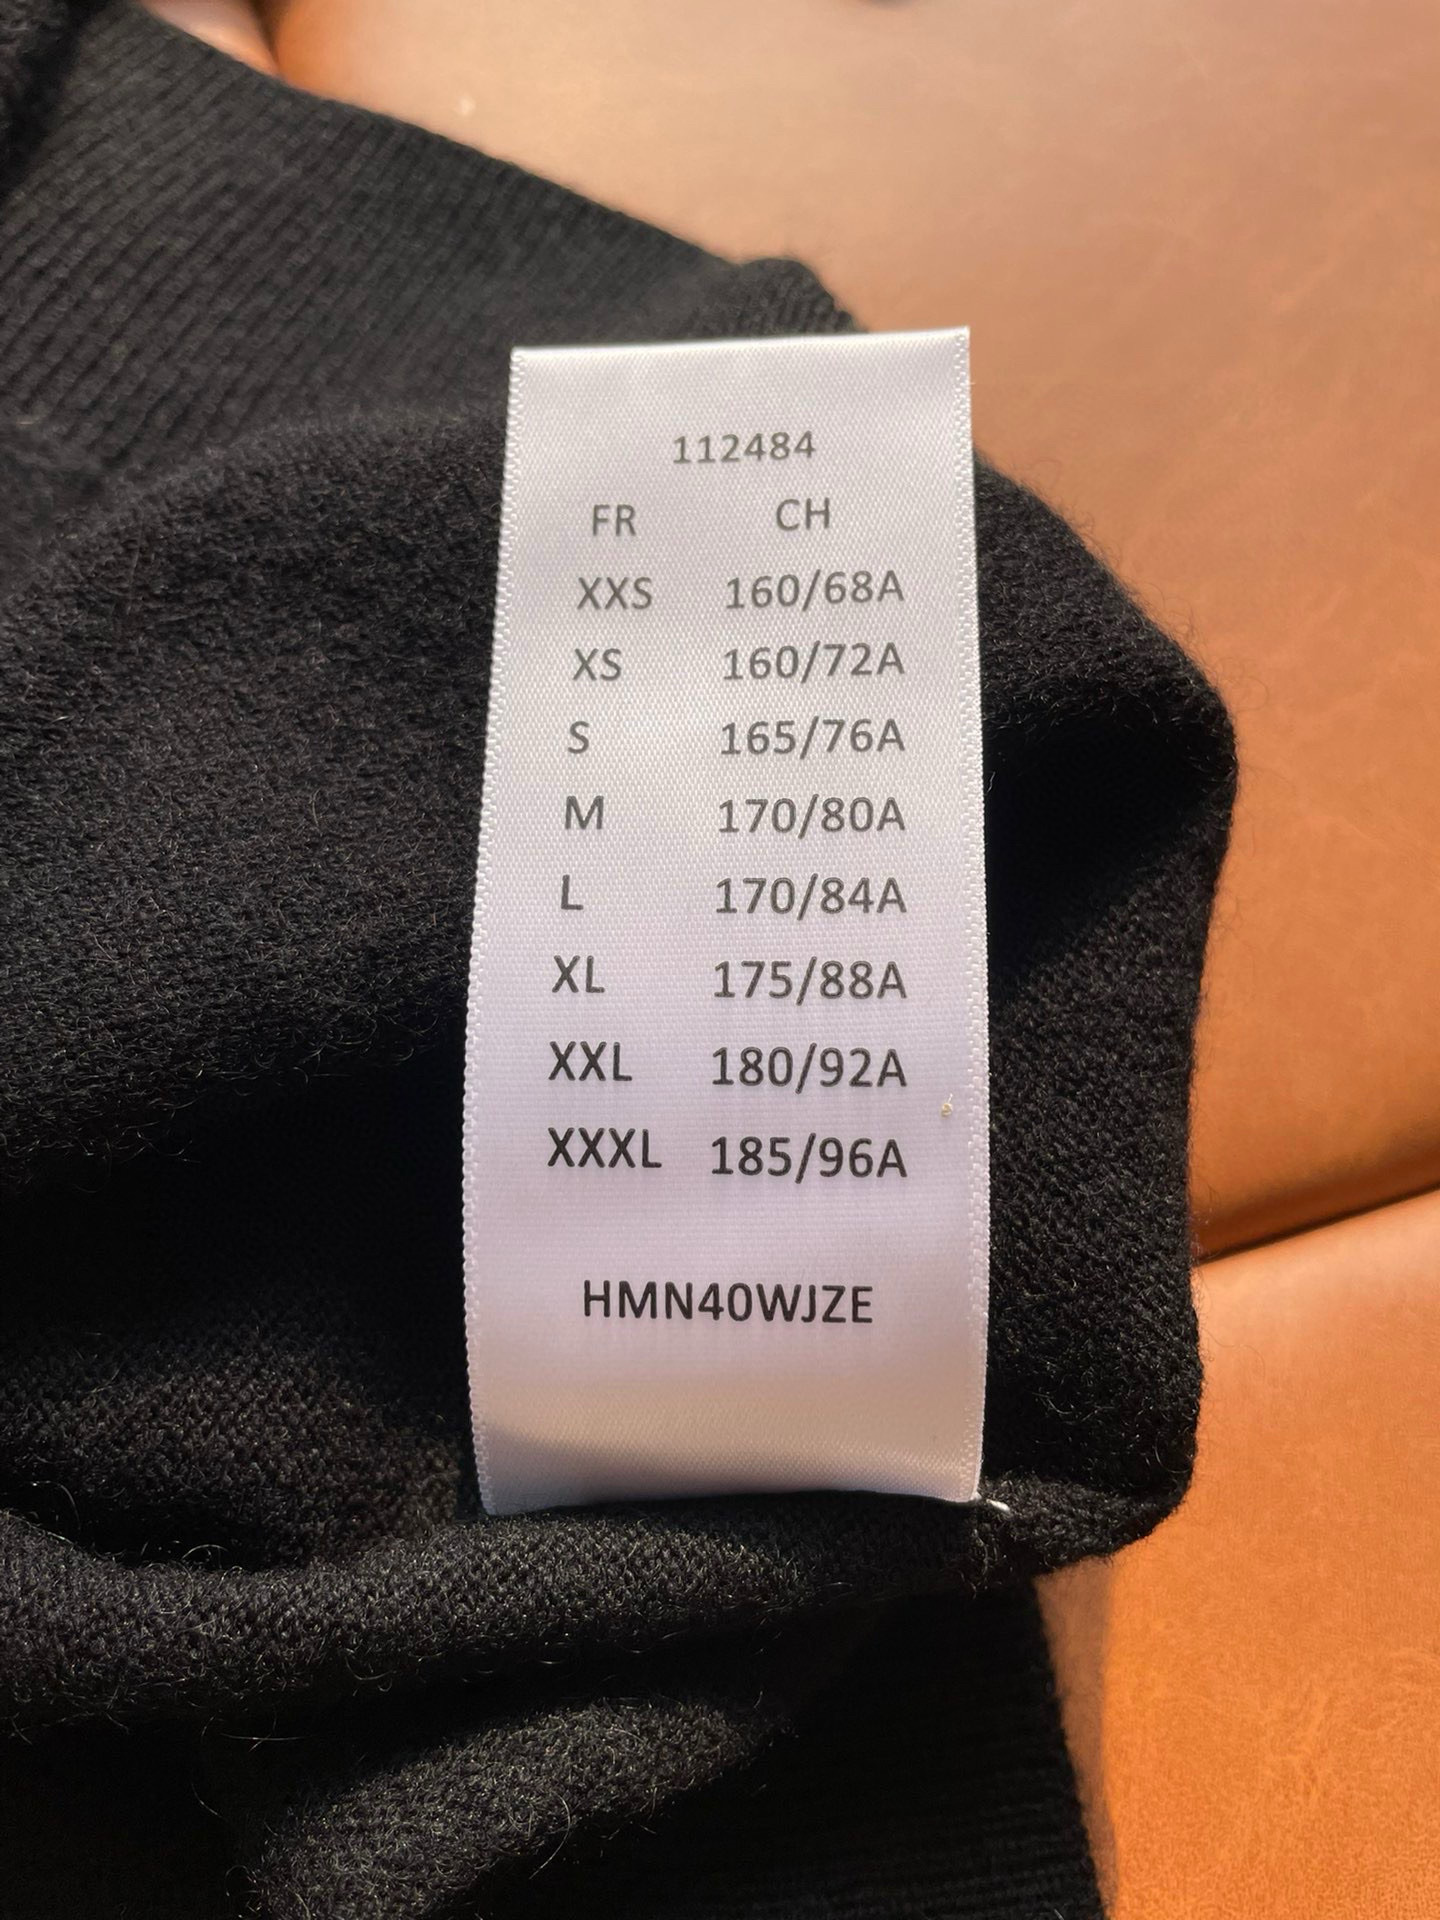 112484
FR CH
XXS 160/68A
XS 160/72A
S 165/76A
M 170/80A
L 170/84A
XL 175/88A
XXL 180/92A
XXXL 185/96A
HMN40WJZE